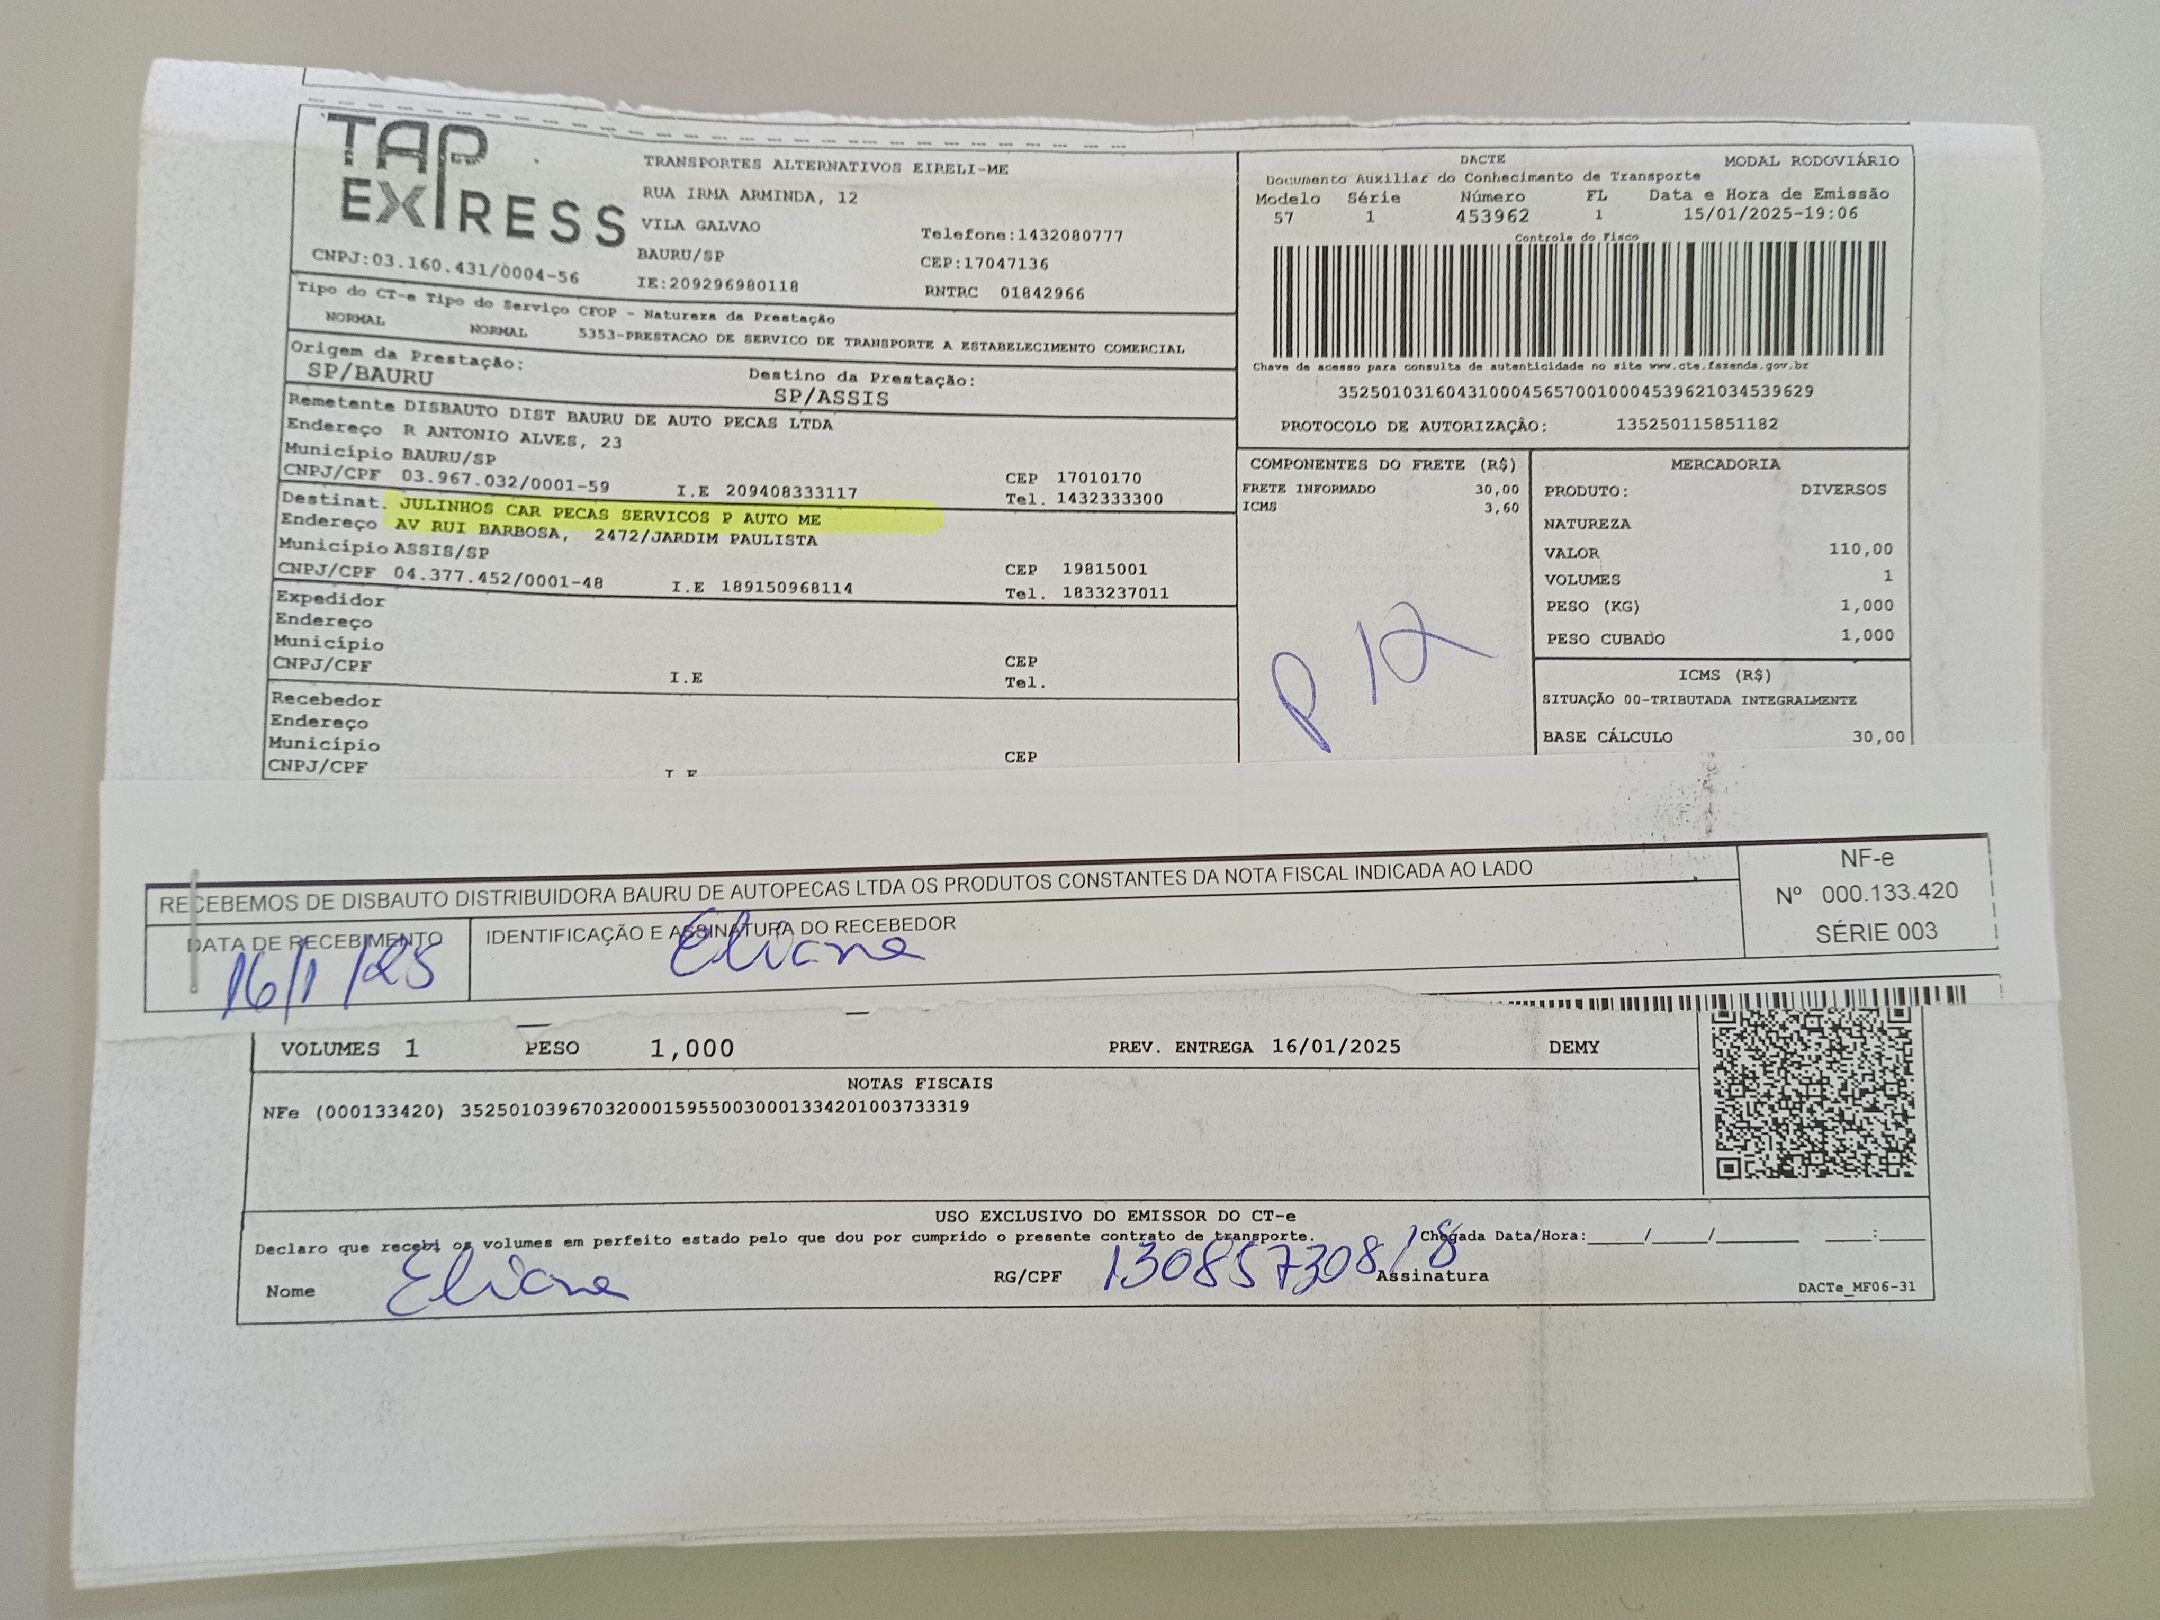 TAP EXPRESS
TRANSPORTES ALTERNATIVOS EIRELI-ME
RUA IRMA ARMINDA, 12
VILA GALVAO
Telefone:1432080777
BAURU/SP
CEP:17047136
CNPJ:03.160.431/0004-56
IE:209296980118
RNTRC 01842966
DACTE MODAL RODOVIÁRIO
Documento Auxiliar do Conhecimento de Transporte
Modelo Série Número FL Data e Hora de Emissão
57 1 453962 1 15/01/2025-19:06
Controle do Fisco
Chave de acesso para consulta de autenticidade no site www.cte.fazenda.gov.br
35250103160431000456570010004539621034539629
PROTOCOLO DE AUTORIZAÇÃO: 135250115851182
Tipo do CT-e Tipo do Serviço CFOP - Natureza da Prestação
NORMAL NORMAL 5353-PRESTACAO DE SERVICO DE TRANSPORTE A ESTABELECIMENTO COMERCIAL
Origem da Prestação: Destino da Prestação:
SP/BAURU SP/ASSIS
Remetente DISBAUTO DIST BAURU DE AUTO PECAS LTDA
Endereço R ANTONIO ALVES, 23
Município BAURU/SP CEP 17010170
CNPJ/CPF 03.967.032/0001-59 I.E 209408333117 Tel. 1432333300
Destinat. JULINHOS CAR PECAS SERVICOS P AUTO ME
Endereço AV RUI BARBOSA, 2472/JARDIM PAULISTA
Município ASSIS/SP CEP 19815001
CNPJ/CPF 04.377.452/0001-48 I.E 189150968114 Tel. 1833237011
Expedidor
Endereço
Município CEP
CNPJ/CPF I.E Tel.
Recebedor
Endereço
Município CEP
CNPJ/CPF I E
COMPONENTES DO FRETE (R$)
FRETE INFORMADO 30,00
ICMS 3,60
P 12
MERCADORIA
PRODUTO: DIVERSOS
NATUREZA
VALOR 110,00
VOLUMES 1
PESO (KG) 1,000
PESO CUBADO 1,000
ICMS (R$)
SITUAÇÃO 00-TRIBUTADA INTEGRALMENTE
BASE CÁLCULO 30,00
RECEBEMOS DE DISBAUTO DISTRIBUIDORA BAURU DE AUTOPECAS LTDA OS PRODUTOS CONSTANTES DA NOTA FISCAL INDICADA AO LADO
DATA DE RECEBIMENTO IDENTIFICAÇÃO E ASSINATURA DO RECEBEDOR
16/1/25 Eliane
NF-e
Nº 000.133.420
SÉRIE 003
VOLUMES 1 PESO 1,000 PREV. ENTREGA 16/01/2025 DEMY
NOTAS FISCAIS
NFe (000133420) 35250103967032000159550030001334201003733319
USO EXCLUSIVO DO EMISSOR DO CT-e
Declaro que recebi os volumes em perfeito estado pelo que dou por cumprido o presente contrato de transporte. Chegada Data/Hora:____/____/______ ___:___
Nome Eliane RG/CPF 130857308/8 Assinatura DACTe_MF06-31